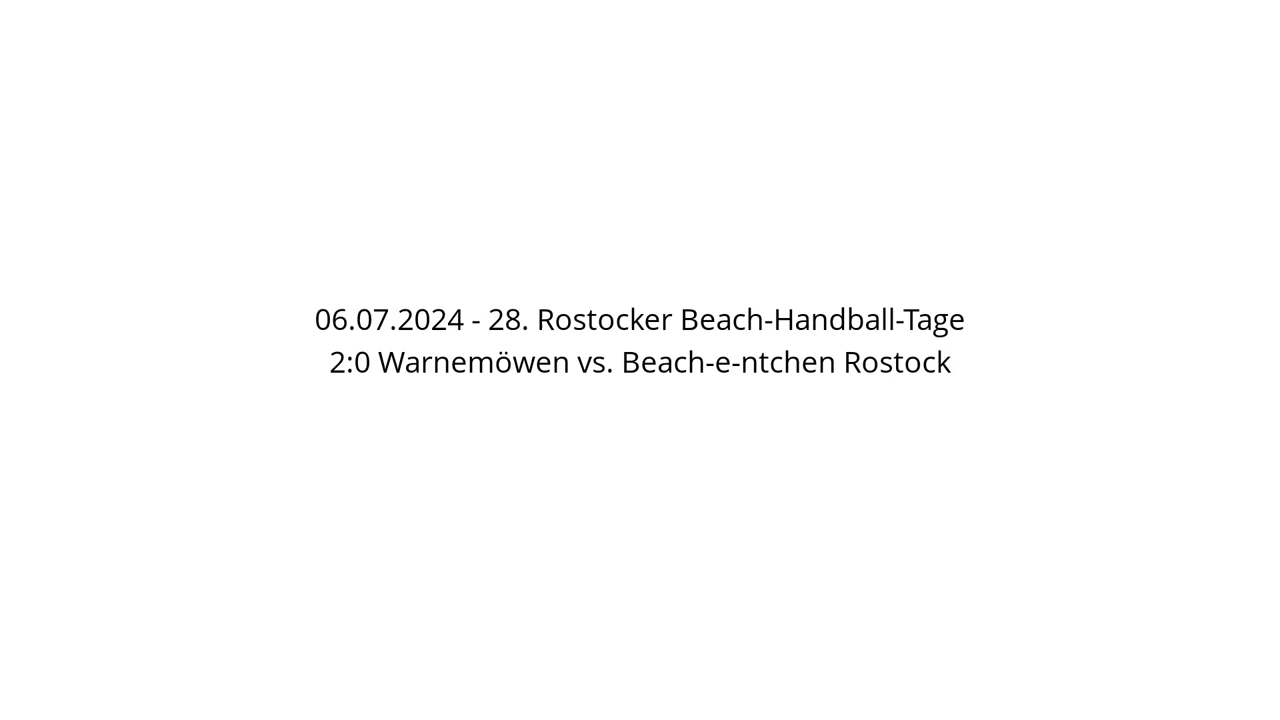 06.07.2024 - 28. Rostocker Beach-Handball-Tage
2:0 Warnemöwen vs. Beach-e-ntchen Rostock